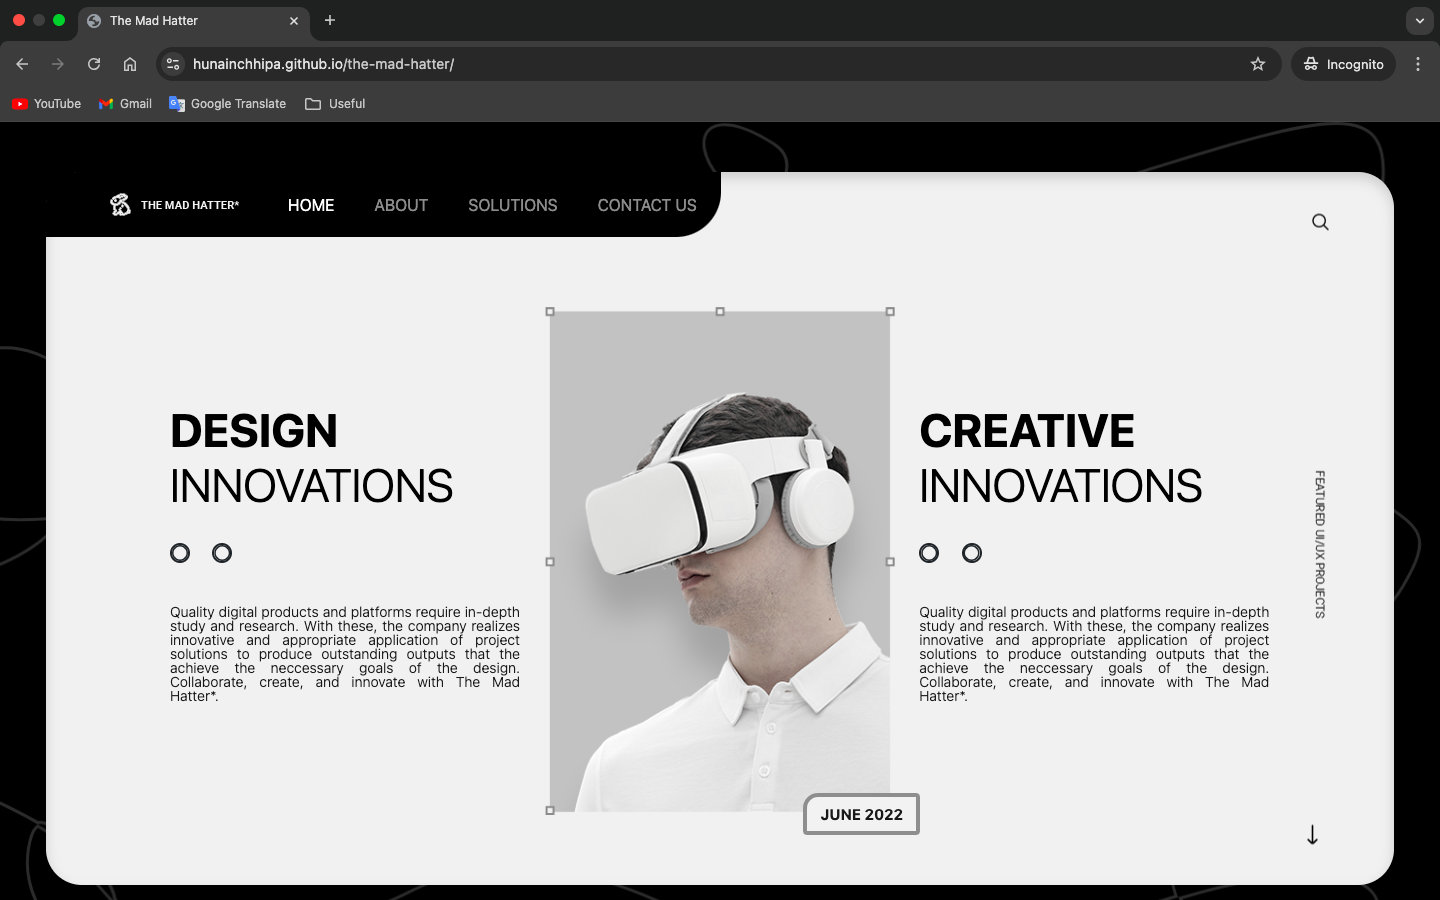 The Mad Hatter
hunainchhipa.github.io/the-mad-hatter/
Incognito
YouTube
Gmail
Google Translate
Useful
THE MAD HATTER*
HOME
ABOUT
SOLUTIONS
CONTACT US
DESIGN
INNOVATIONS
Quality digital products and platforms require in-depth
study and research. With these, the company realizes
innovative and appropriate application of project
solutions to produce outstanding outputs that the
achieve the neccessary goals of the design.
Collaborate, create, and innovate with The Mad
Hatter*.
CREATIVE
INNOVATIONS
Quality digital products and platforms require in-depth
study and research. With these, the company realizes
innovative and appropriate application of project
solutions to produce outstanding outputs that the
achieve the neccessary goals of the design.
Collaborate, create, and innovate with The Mad
Hatter*.
FEATURED UI/UX PROJECTS
JUNE 2022